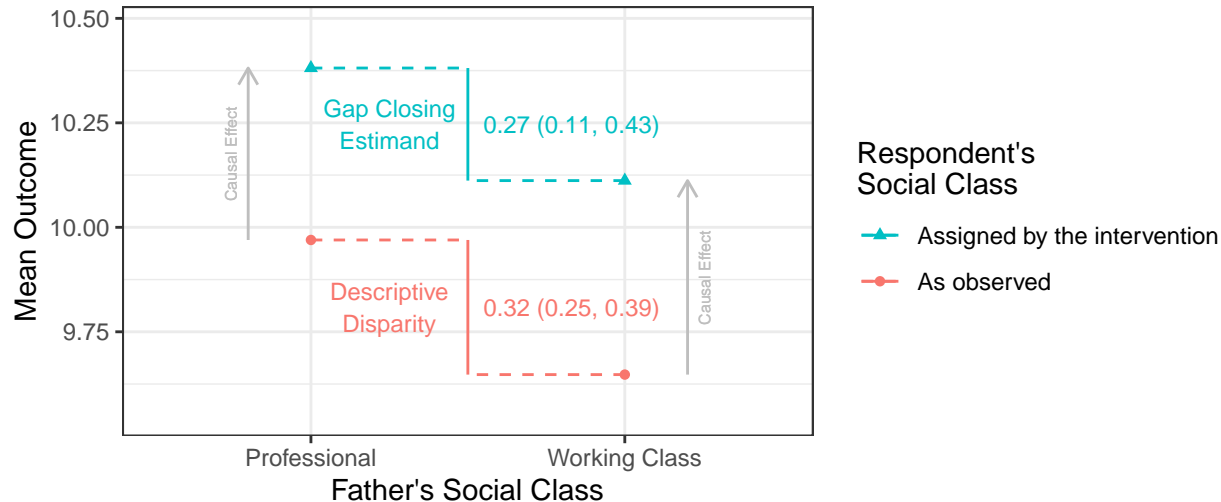 10.50
10.25
10.00
9.75
Mean Outcome
Causal Effect
Gap Closing
Estimand
0.27 (0.11, 0.43)
Descriptive
Disparity
0.32 (0.25, 0.39)
Causal Effect
Professional
Working Class
Father's Social Class
Respondent's
Social Class
Assigned by the intervention
As observed